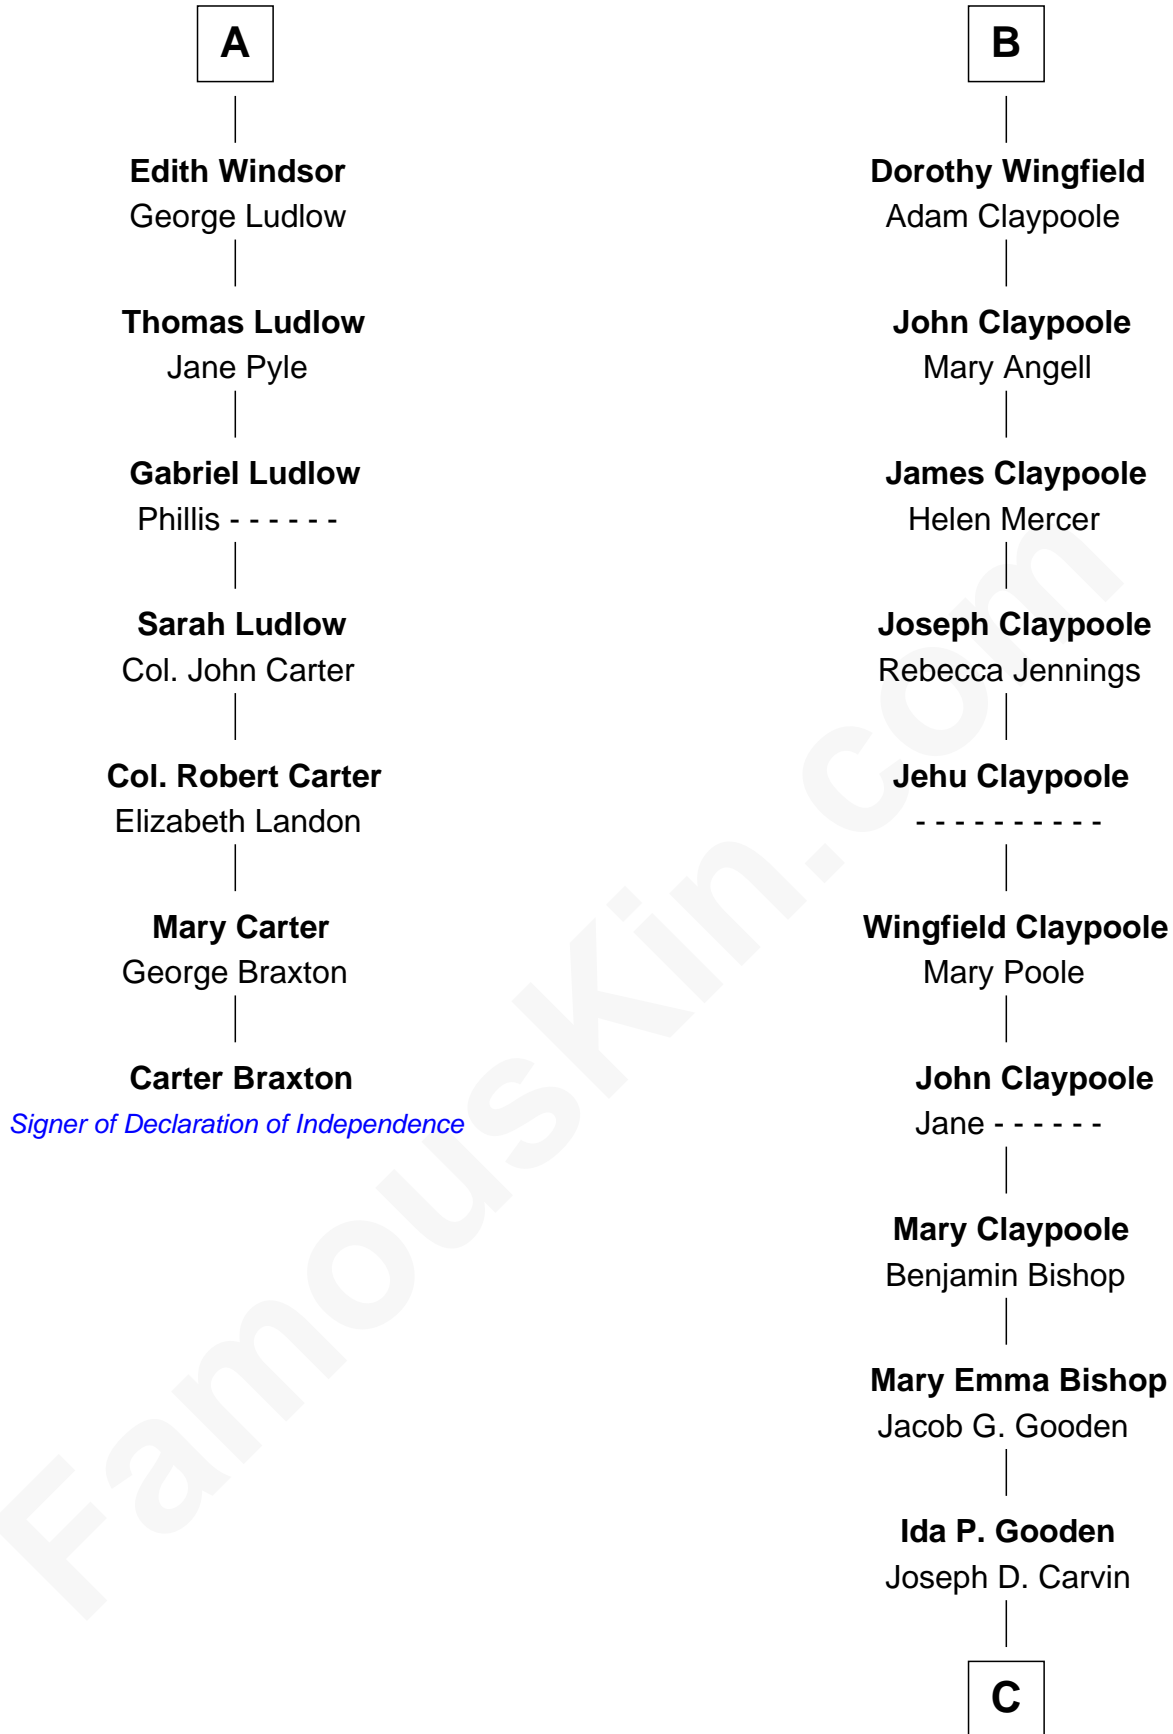 A
Edith Windsor
George Ludlow
Thomas Ludlow
Jane Pyle
Gabriel Ludlow
Phillis - - - - - -
Sarah Ludlow
Col. John Carter
Col. Robert Carter
Elizabeth Landon
Mary Carter
George Braxton
Carter Braxton
Signer of Declaration of Independence
B
Dorothy Wingfield
Adam Claypoole
John Claypoole
Mary Angell
James Claypoole
Helen Mercer
Joseph Claypoole
Rebecca Jennings
Jehu Claypoole
- - - - - - - - - -
Wingfield Claypoole
Mary Poole
John Claypoole
Jane - - - - - -
Mary Claypoole
Benjamin Bishop
Mary Emma Bishop
Jacob G. Gooden
Ida P. Gooden
Joseph D. Carvin
C
FamousKin.com